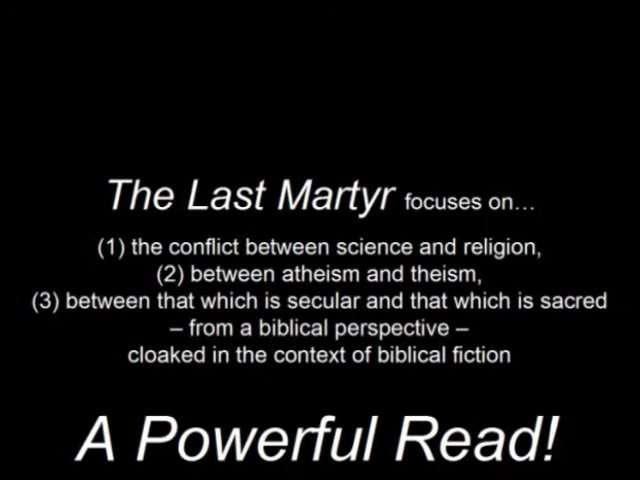 The Last Martyr focuses on…
(1) the conflict between science and religion,
(2) between atheism and theism,
(3) between that which is secular and that which is sacred
– from a biblical perspective –
cloaked in the context of biblical fiction
A Powerful Read!